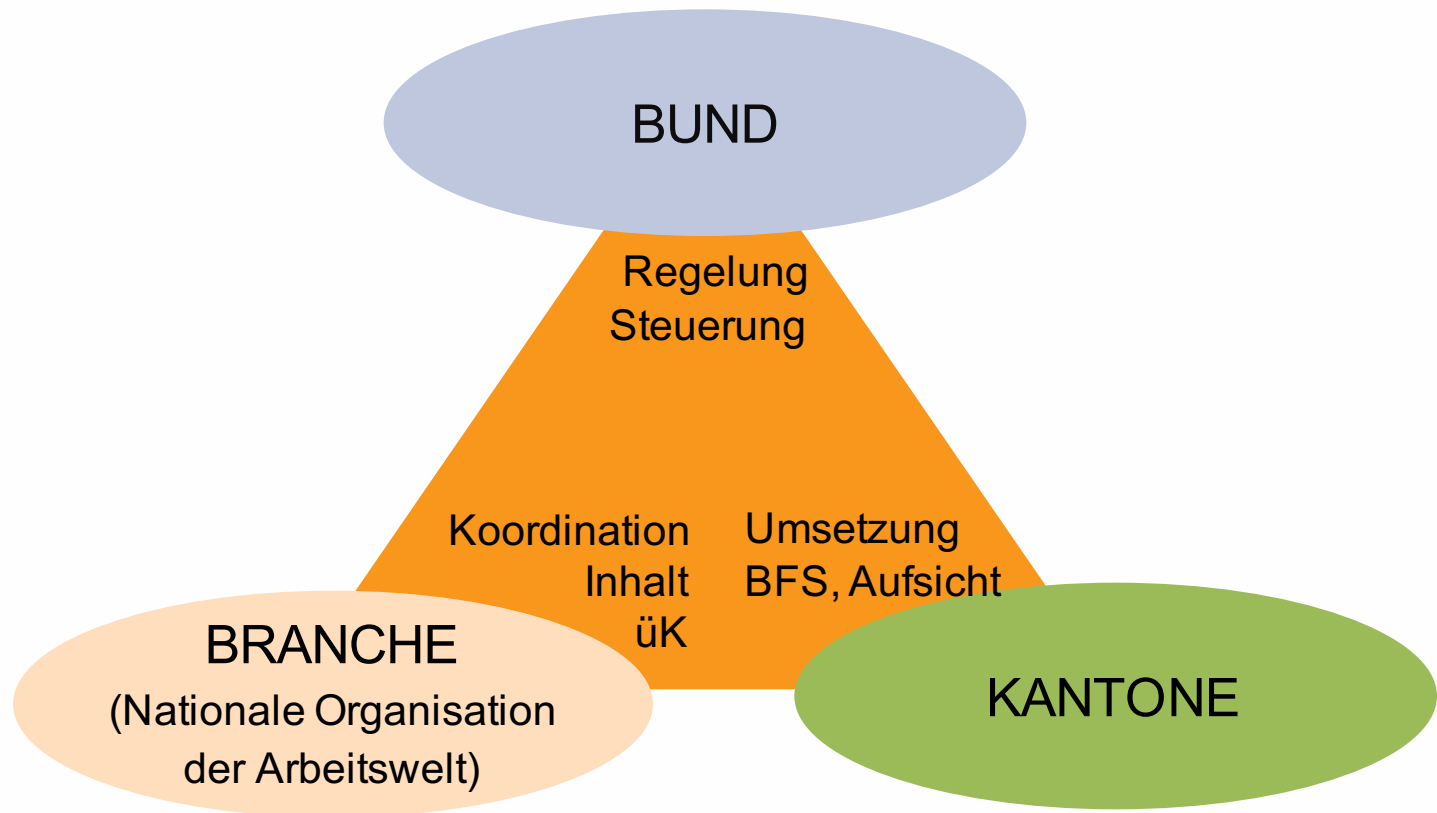 BUND
Regelung
Steuerung
Koordination
Inhalt
üK
Umsetzung
BFS, Aufsicht
BRANCHE
(Nationale Organisation
der Arbeitswelt)
KANTONE